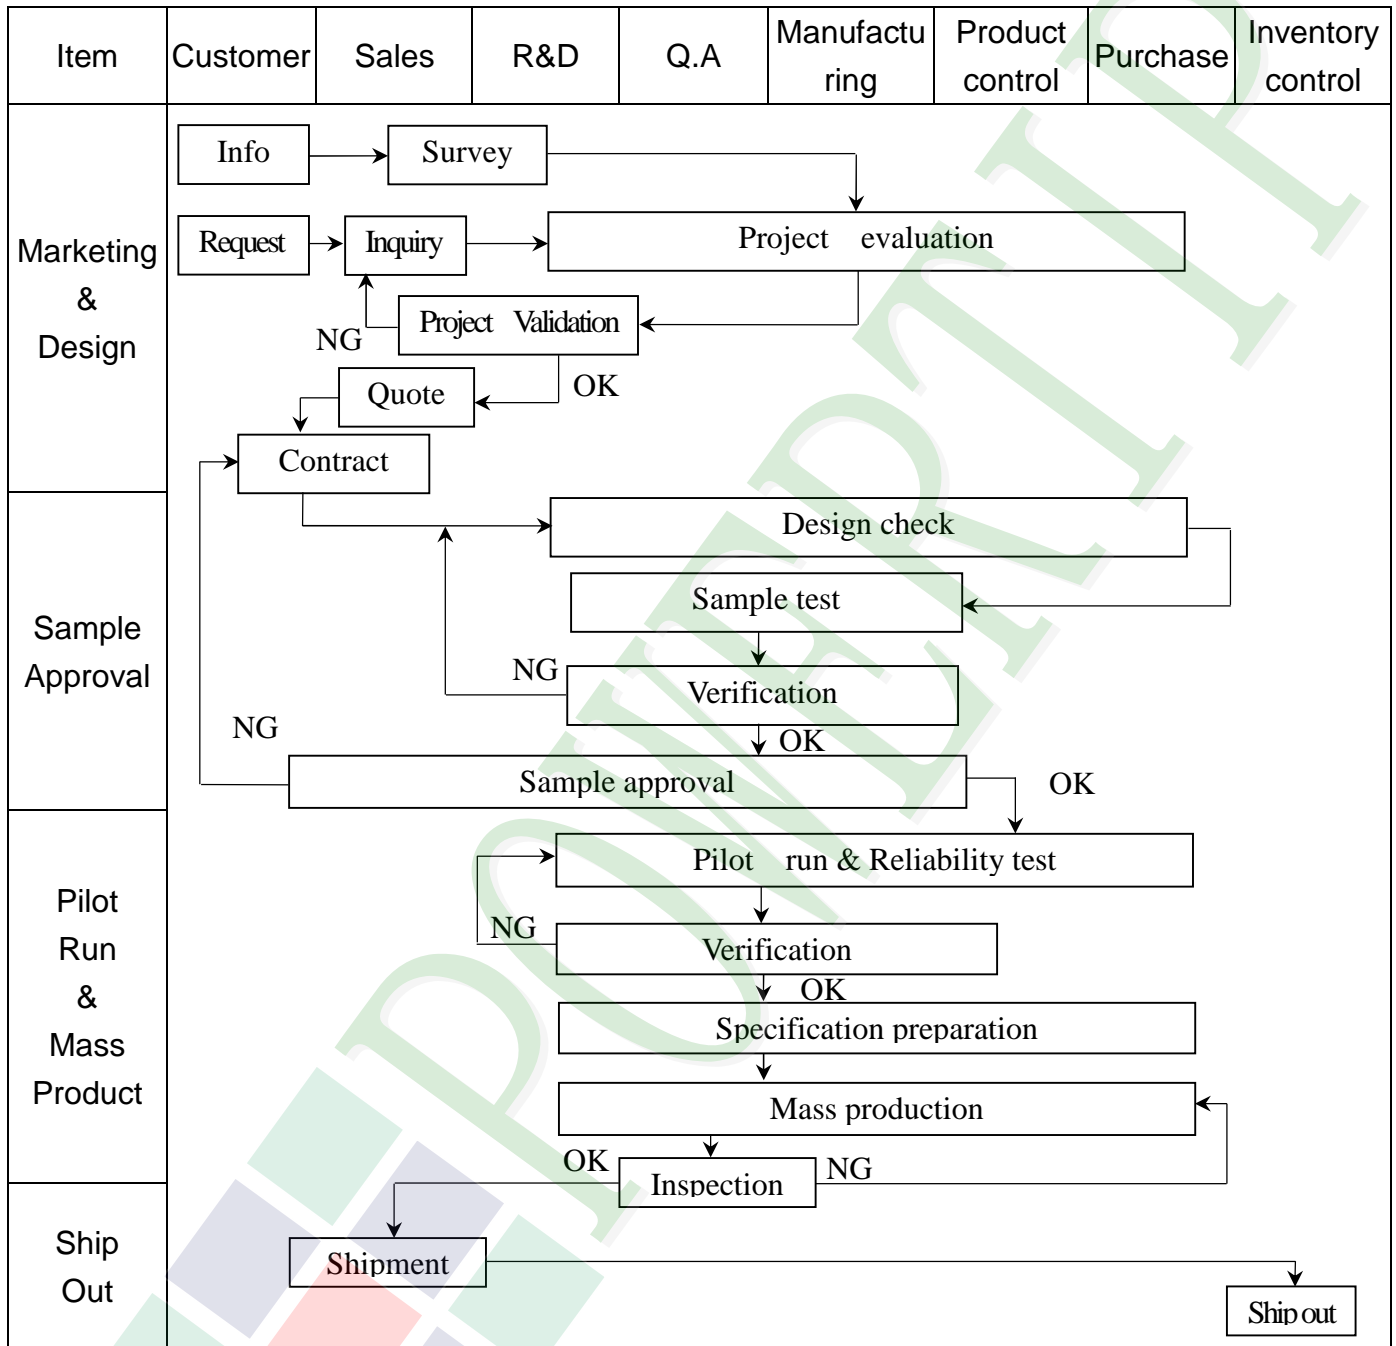 Item
Customer
Sales
R&D
Q.A
Manufactu
ring
Product
control
Purchase
Inventory
control
Marketing
&
Design
Info
Survey
Request
Inquiry
Project evaluation
NG
Project Validation
OK
Quote
Contract
Sample
Approval
Design check
Sample test
NG
Verification
NG
OK
Sample approval
OK
Pilot
Run
&
Mass
Product
Pilot run & Reliability test
NG
Verification
OK
Specification preparation
Mass production
OK
Inspection
NG
Ship
Out
Shipment
Ship out
POWERTIP